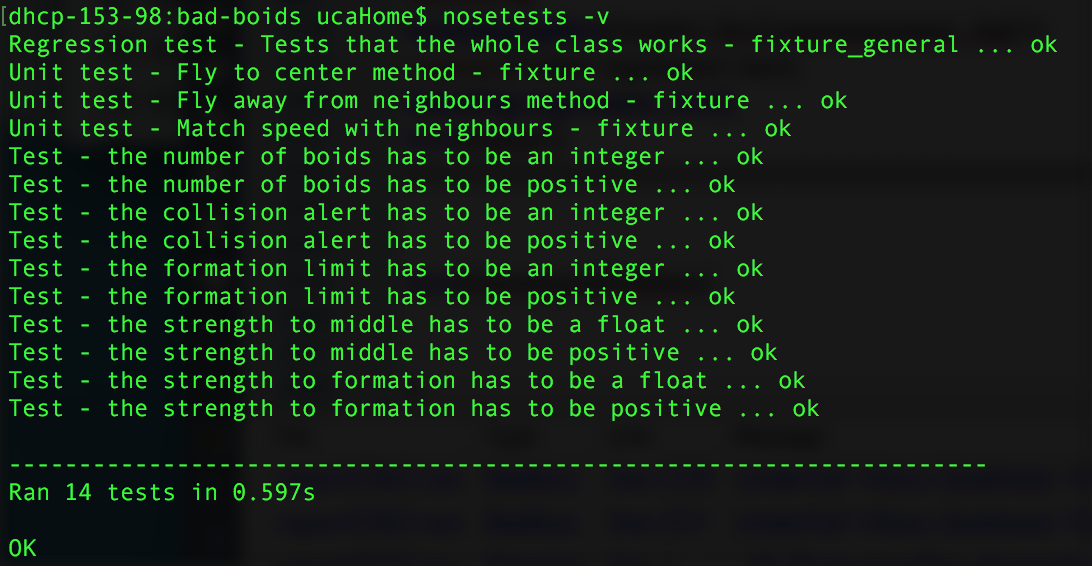 [dhcp-153-98:bad-boids ucaHome$ nosetests -v
Regression test - Tests that the whole class works - fixture_general ... ok
Unit test - Fly to center method - fixture ... ok
Unit test - Fly away from neighbours method - fixture ... ok
Unit test - Match speed with neighbours - fixture ... ok
Test - the number of boids has to be an integer ... ok
Test - the number of boids has to be positive ... ok
Test - the collision alert has to be an integer ... ok
Test - the collision alert has to be positive ... ok
Test - the formation limit has to be an integer ... ok
Test - the formation limit has to be positive ... ok
Test - the strength to middle has to be a float ... ok
Test - the strength to middle has to be positive ... ok
Test - the strength to formation has to be a float ... ok
Test - the strength to formation has to be positive ... ok
----------------------------------------------------------------------
Ran 14 tests in 0.597s
OK